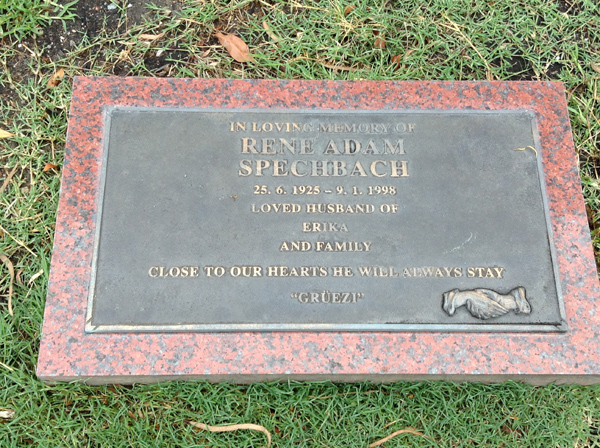 IN LOVING MEMORY OF
RENE ADAM
SPECHBACH
25. 6. 1925 – 9. 1. 1998
LOVED HUSBAND OF
ERIKA
AND FAMILY
CLOSE TO OUR HEARTS HE WILL ALWAYS STAY
“GRÜEZI”